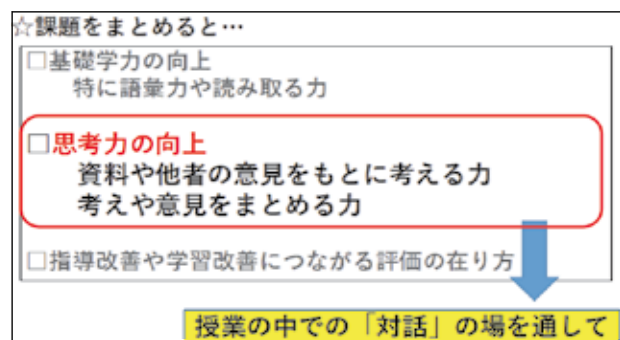 ☆課題をまとめると…
□基礎学力の向上
特に語彙力や読み取る力
□思考力の向上
資料や他者の意見をもとに考える力
考えや意見をまとめる力
□指導改善や学習改善につながる評価の在り方
授業の中での「対話」の場を通して